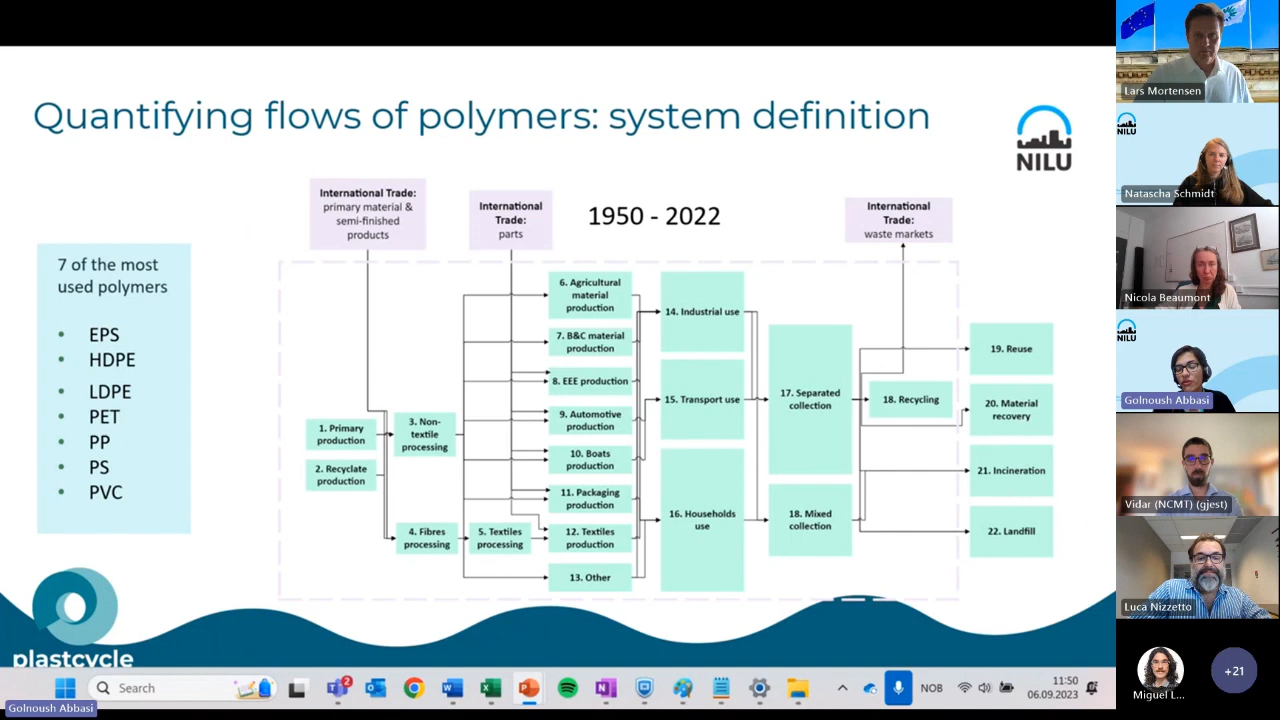 Quantifying flows of polymers: system definition
NILU
International Trade:
primary material &
semi-finished
products
International
Trade:
parts
1950 - 2022
International
Trade:
waste markets
7 of the most
used polymers
• EPS
• HDPE
• LDPE
• PET
• PP
• PS
• PVC
1. Primary
production
2. Recyclate
production
3. Non-
textile
processing
4. Fibres
processing
5. Textiles
processing
6. Agricultural
material
production
7. B&C material
production
8. EEE production
9. Automotive
production
10. Boats
production
11. Packaging
production
12. Textiles
production
13. Other
14. Industrial use
15. Transport use
16. Households
use
17. Separated
collection
18. Mixed
collection
18. Recycling
19. Reuse
20. Material
recovery
21. Incineration
22. Landfill
plastcycle
Search
2
NOB
11:50
06.09.2023
Golnoush Abbasi
Lars Mortensen
NILU
Natascha Schmidt
Nicola Beaumont
NILU
Golnoush Abbasi
Vidar (NCMT) (gjest)
Luca Nizzetto
Miguel L...
+21